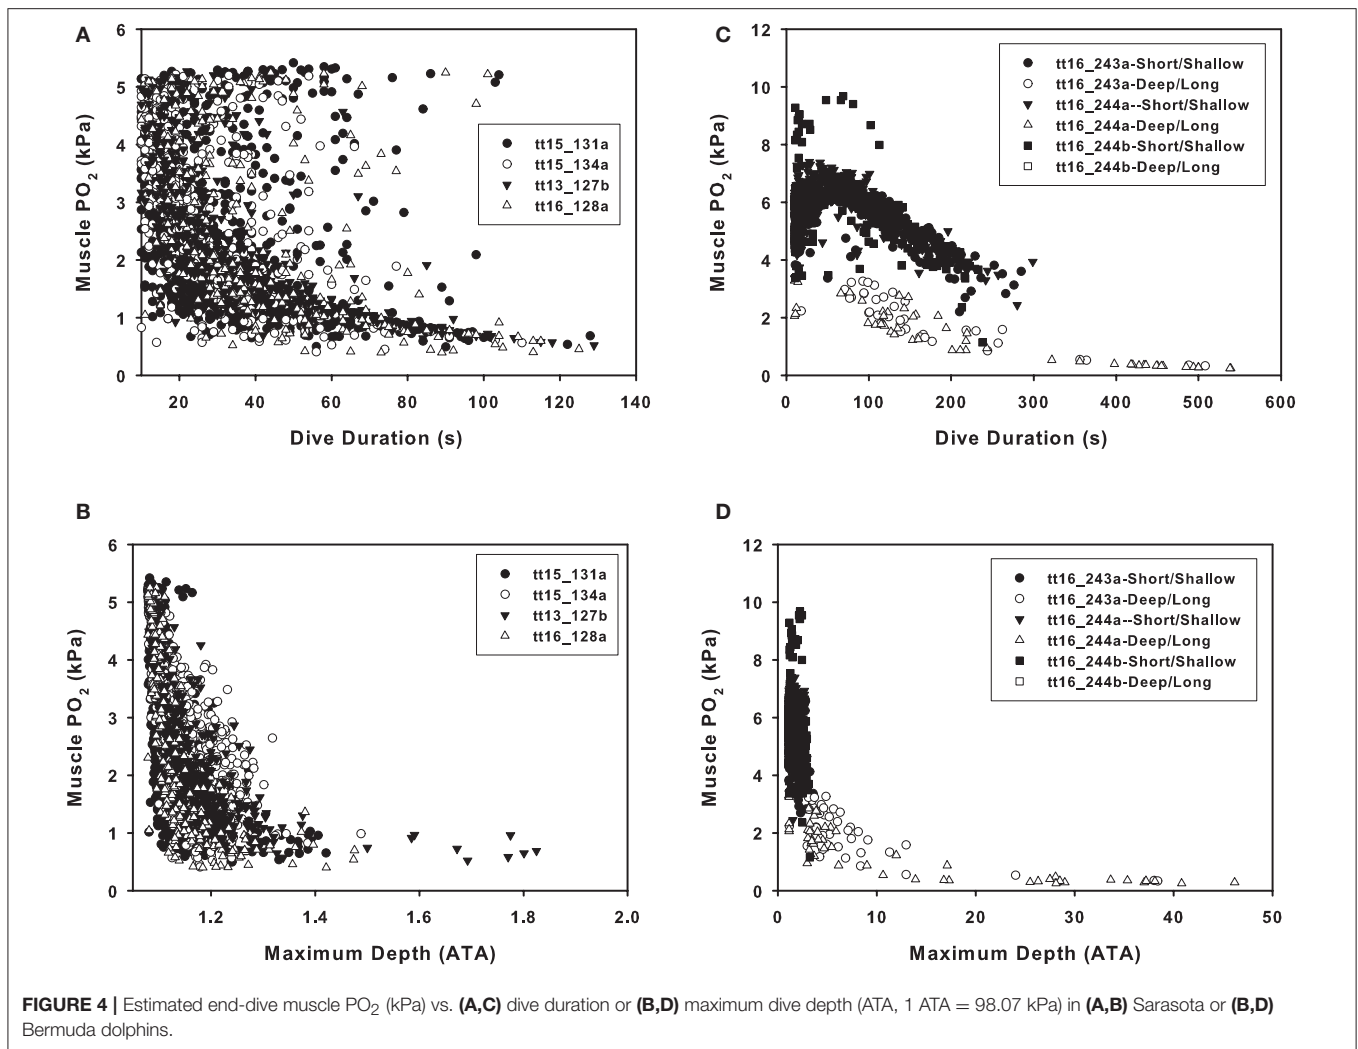 A
6
5
4
3
2
1
0
Muscle PO2 (kPa)
20 40 60 80 100 120 140
Dive Duration (s)
tt15_131a
tt15_134a
tt13_127b
tt16_128a
C
12
10
8
6
4
2
0
Muscle PO2 (kPa)
0 100 200 300 400 500 600
Dive Duration (s)
tt16_243a-Short/Shallow
tt16_243a-Deep/Long
tt16_244a--Short/Shallow
tt16_244a-Deep/Long
tt16_244b-Short/Shallow
tt16_244b-Deep/Long
B
6
5
4
3
2
1
0
Muscle PO2 (kPa)
1.2 1.4 1.6 1.8 2.0
Maximum Depth (ATA)
tt15_131a
tt15_134a
tt13_127b
tt16_128a
D
12
10
8
6
4
2
0
Muscle PO2 (kPa)
0 10 20 30 40 50
Maximum Depth (ATA)
tt16_243a-Short/Shallow
tt16_243a-Deep/Long
tt16_244a--Short/Shallow
tt16_244a-Deep/Long
tt16_244b-Short/Shallow
tt16_244b-Deep/Long
FIGURE 4 | Estimated end-dive muscle PO2 (kPa) vs. (A,C) dive duration or (B,D) maximum dive depth (ATA, 1 ATA = 98.07 kPa) in (A,B) Sarasota or (B,D)
Bermuda dolphins.